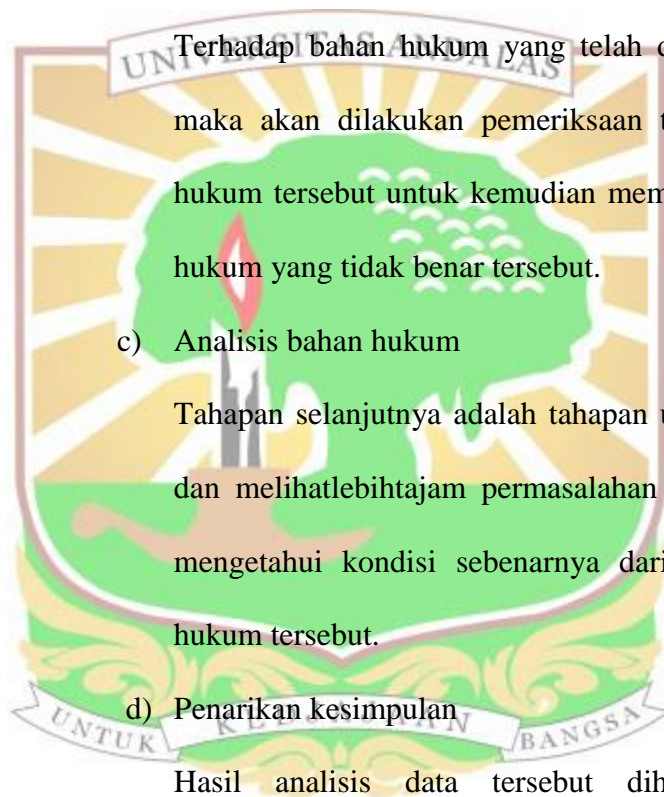 UNIVERSITAS ANDALAS
Terhadap bahan hukum yang telah
maka akan dilakukan pemeriksaan
hukum tersebut untuk kemudian
hukum yang tidak benar tersebut.
c) Analisis bahan hukum
Tahapan selanjutnya adalah tahapan
dan melihatlebihtajam permasalahan
mengetahui kondisi sebenarnya dari
hukum tersebut.
d) Penarikan kesimpulan
UNTUK KEDJAJAAN BANGSA
Hasil analisis data tersebut